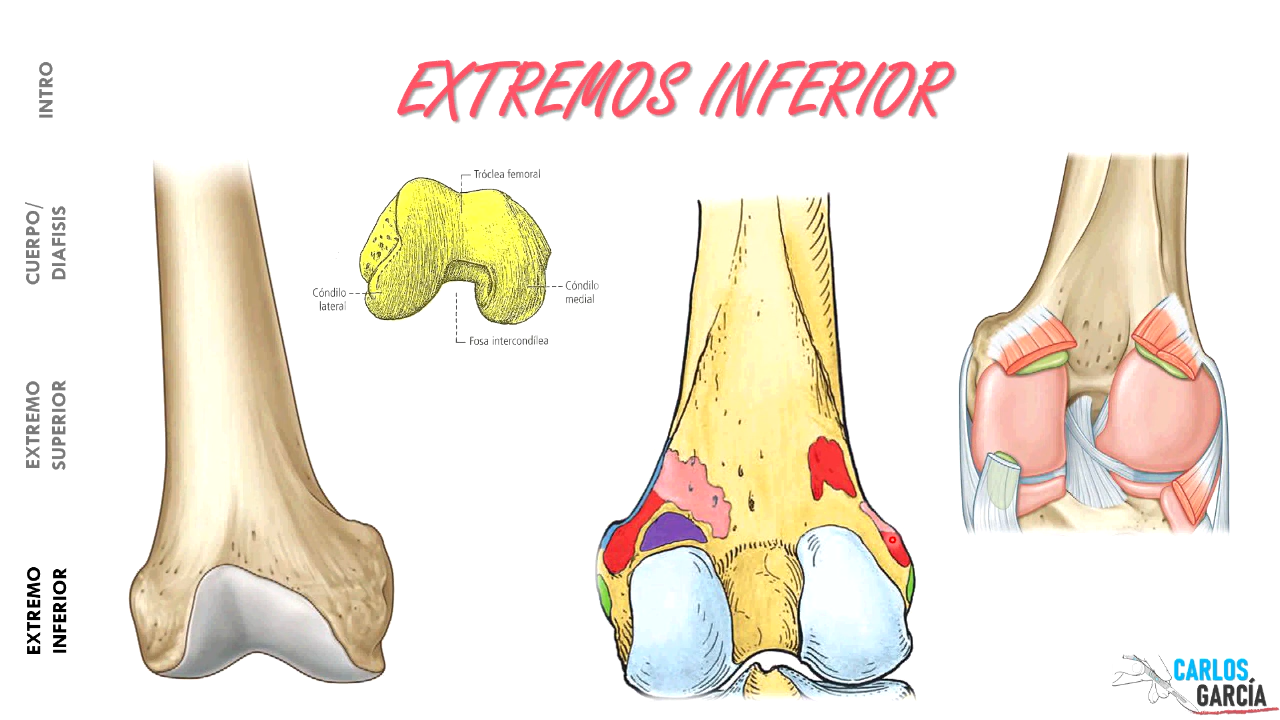 EXTREMOS INFERIOR
INTRO
CUERPO/
DIAFISIS
EXTREMO
SUPERIOR
EXTREMO
INFERIOR
Tróclea femoral
Cóndilo
lateral
Cóndilo
medial
Fosa intercondílea
CARLOS
GARCÍA